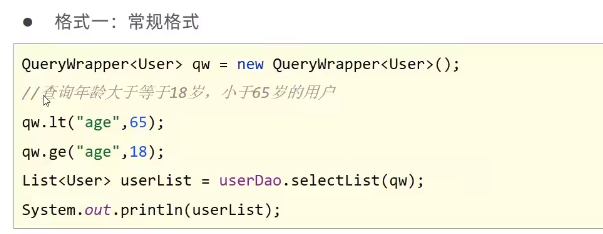 ● 格式一：常规格式
QueryWrapper<User> qw = new QueryWrapper<User>();
//查询年龄大于等于18岁，小于65岁的用户
qw.lt("age",65);
qw.ge("age",18);
List<User> userList = userDao.selectList(qw);
System.out.println(userList);